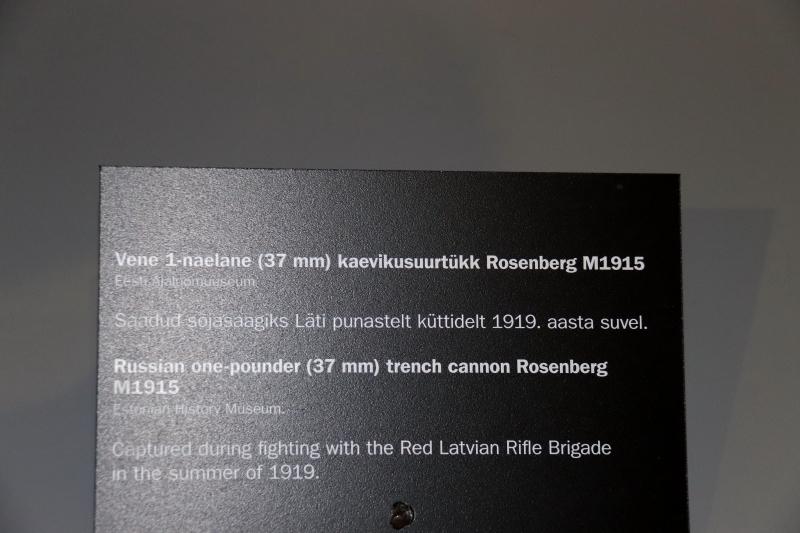 Vene 1-naelane (37 mm) kaevikusuurtükk Rosenberg M1915
Eesti Ajaloomuuseum.
Saadud sõjasaagiks Läti punastelt küttidelt 1919. aasta suvel.
Russian one-pounder (37 mm) trench cannon Rosenberg
M1915
Estonian History Museum.
Captured during fighting with the Red Latvian Rifle Brigade
in the summer of 1919.